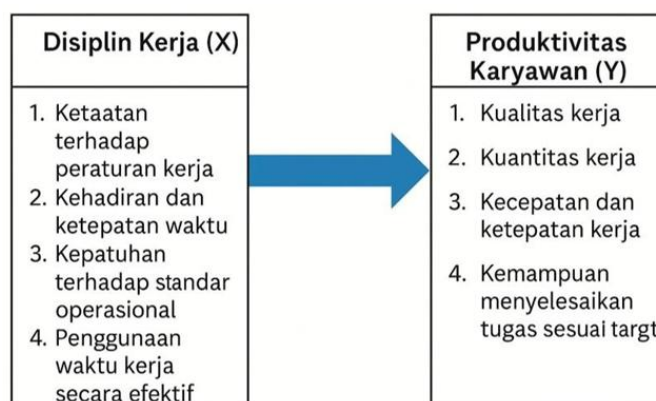 Disiplin Kerja (X)
1. Ketaatan
terhadap
peraturan kerja
2. Kehadiran dan
ketepatan waktu
3. Kepatuhan
terhadap standar
operasional
4. Penggunaan
waktu kerja
secara efektif
Produktivitas
Karyawan (Y)
1. Kualitas kerja
2. Kuantitas kerja
3. Kecepatan dan
ketepatan kerja
4. Kemampuan
menyelesaikan
tugas sesuai targt